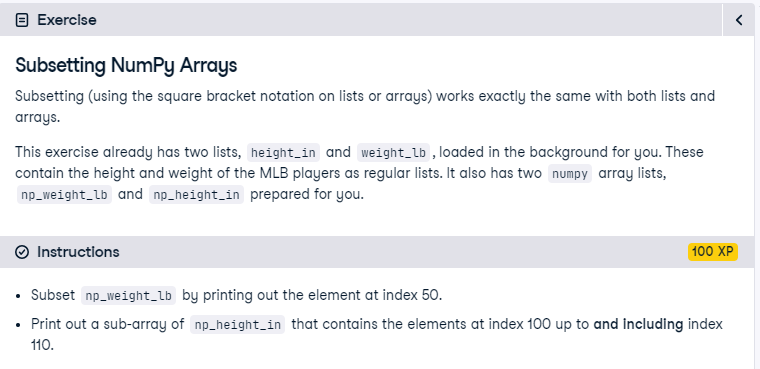 Exercise
Subsetting NumPy Arrays
Subsetting (using the square bracket notation on lists or arrays) works exactly the same with both lists and
arrays.
This exercise already has two lists, height_in and weight_lb, loaded in the background for you. These
contain the height and weight of the MLB players as regular lists. It also has two numpy array lists,
np_weight_lb and np_height_in prepared for you.
Instructions 100 XP
• Subset np_weight_lb by printing out the element at index 50.
• Print out a sub-array of np_height_in that contains the elements at index 100 up to and including index
110.